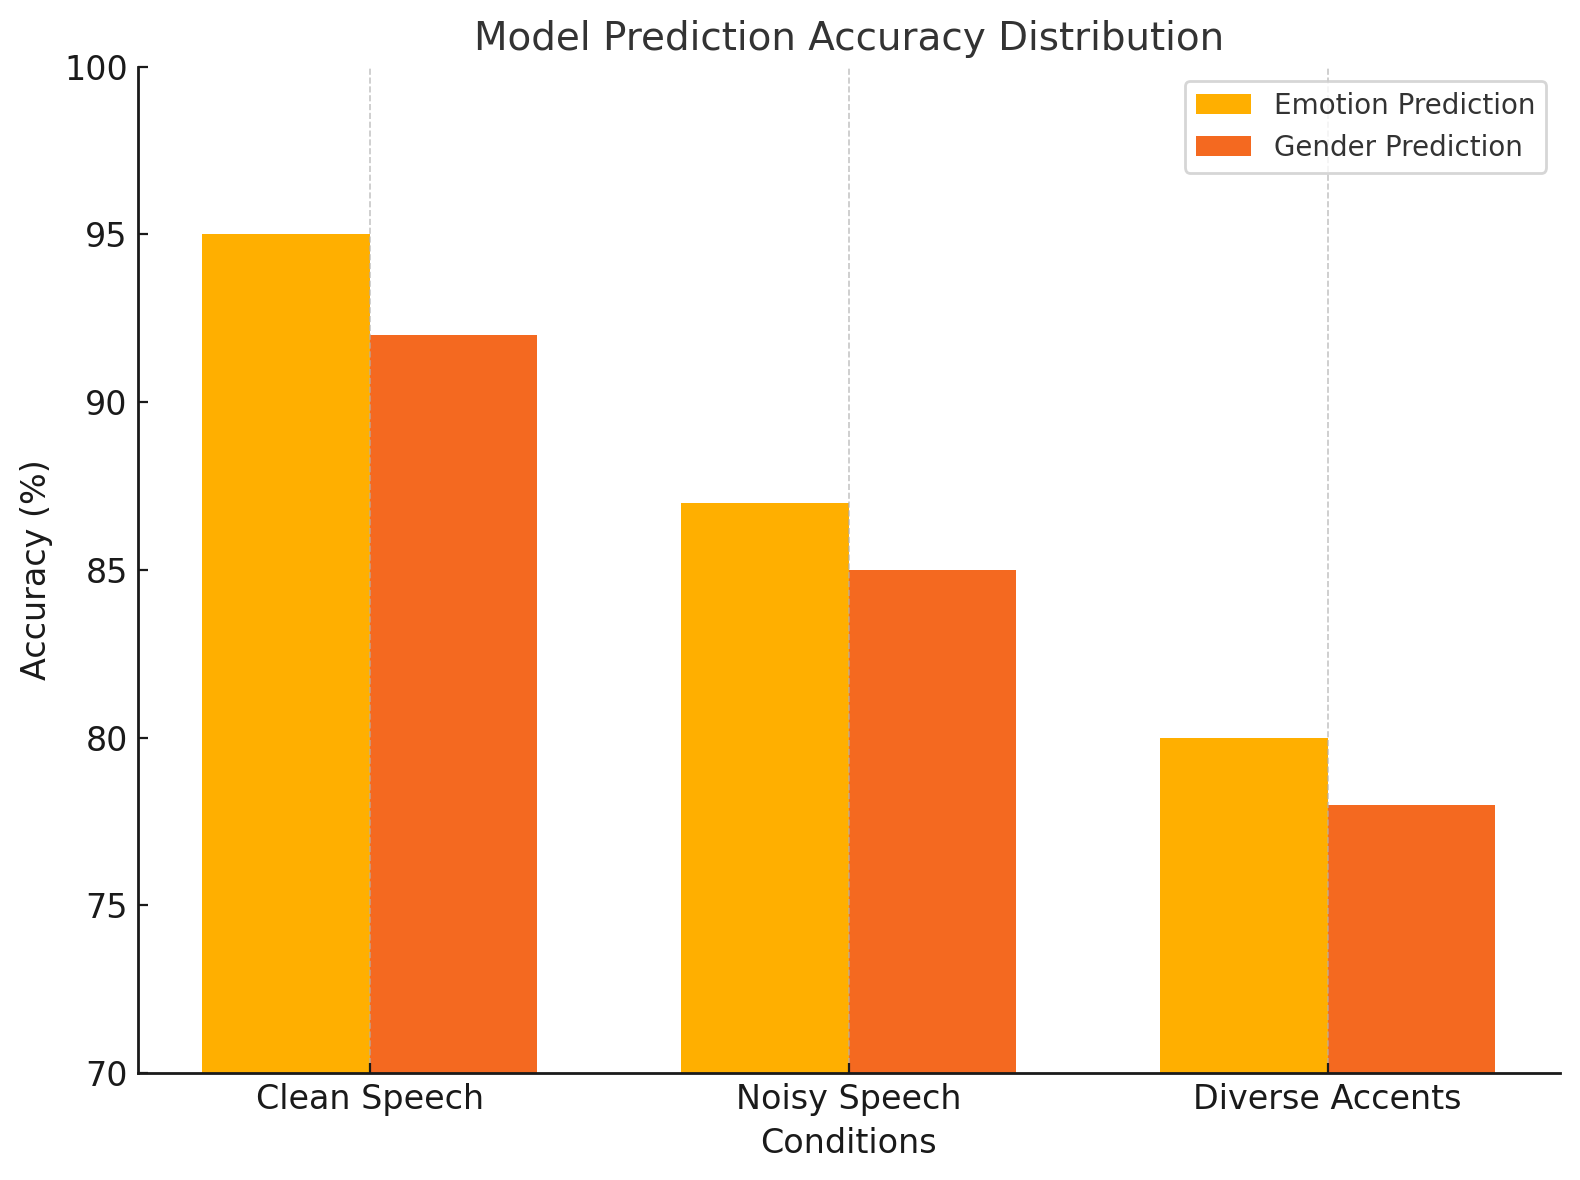 Model Prediction Accuracy Distribution
Emotion Prediction
Gender Prediction
100
95
90
85
80
75
70
Accuracy (%)
Clean Speech
Noisy Speech
Diverse Accents
Conditions